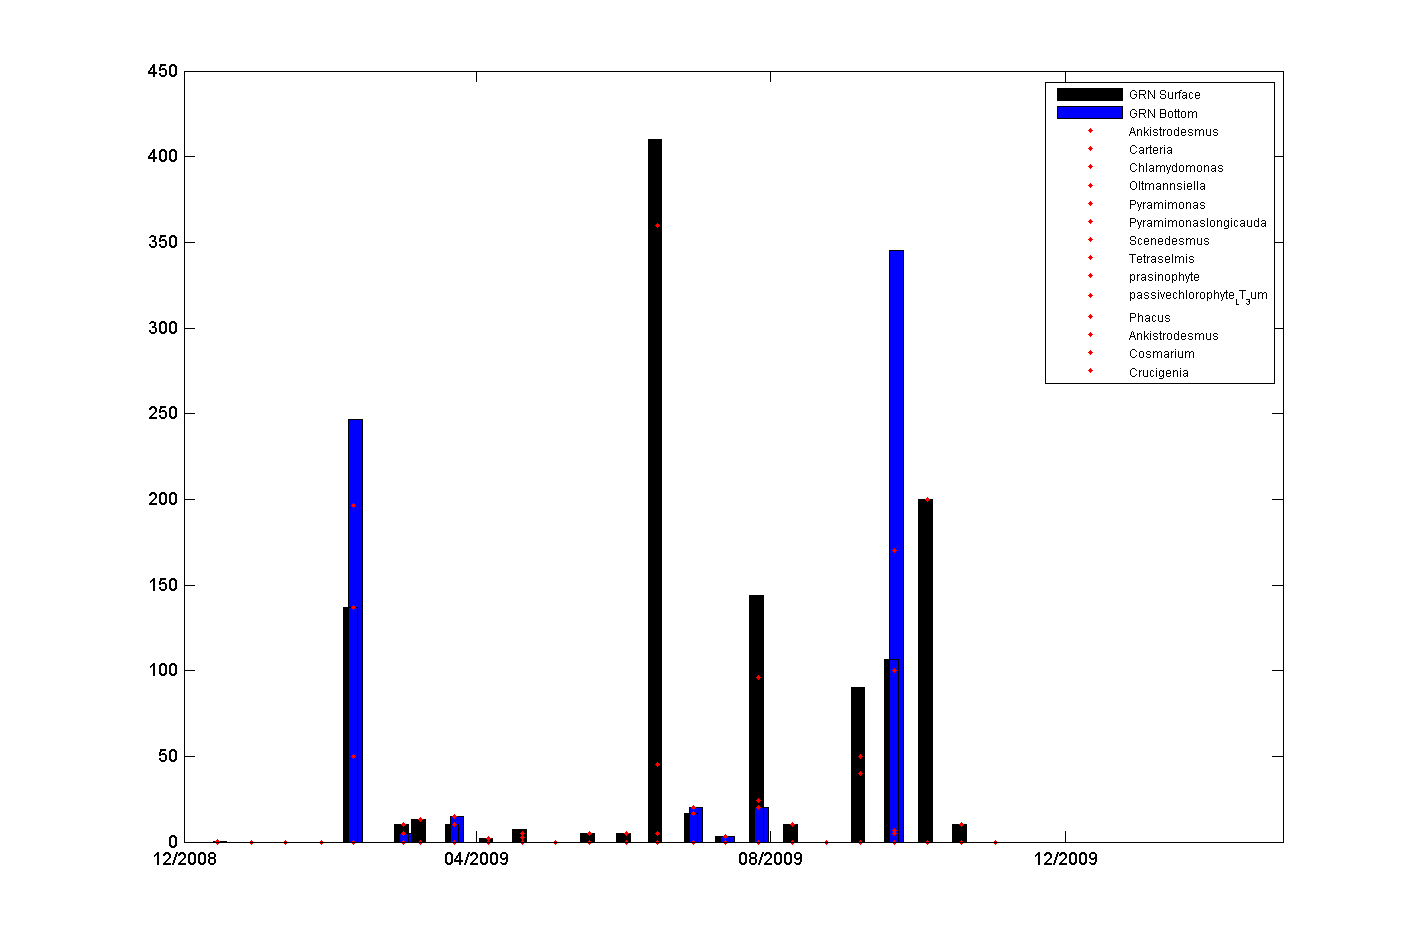 450
400
350
300
250
200
150
100
50
0
12/2008
04/2009
08/2009
12/2009
GRN Surface
GRN Bottom
Ankistrodesmus
Carteria
Chlamydomonas
Oltmannsiella
Pyramimonas
Pyramimonaslongicauda
Scenedesmus
Tetraselmis
prasinophyte
passivechlorophyteLT3um
Phacus
Ankistrodesmus
Cosmarium
Crucigenia